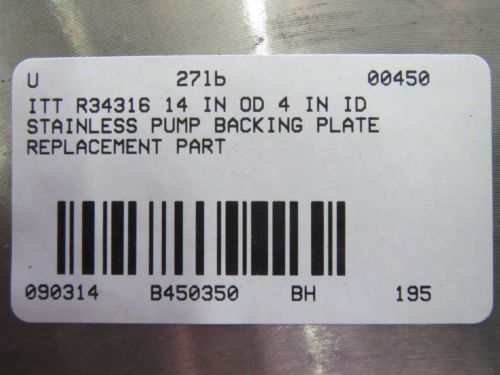 U 27lb 00450
ITT R34316 14 IN OD 4 IN ID
STAINLESS PUMP BACKING PLATE
REPLACEMENT PART
090314 B450350 BH 195